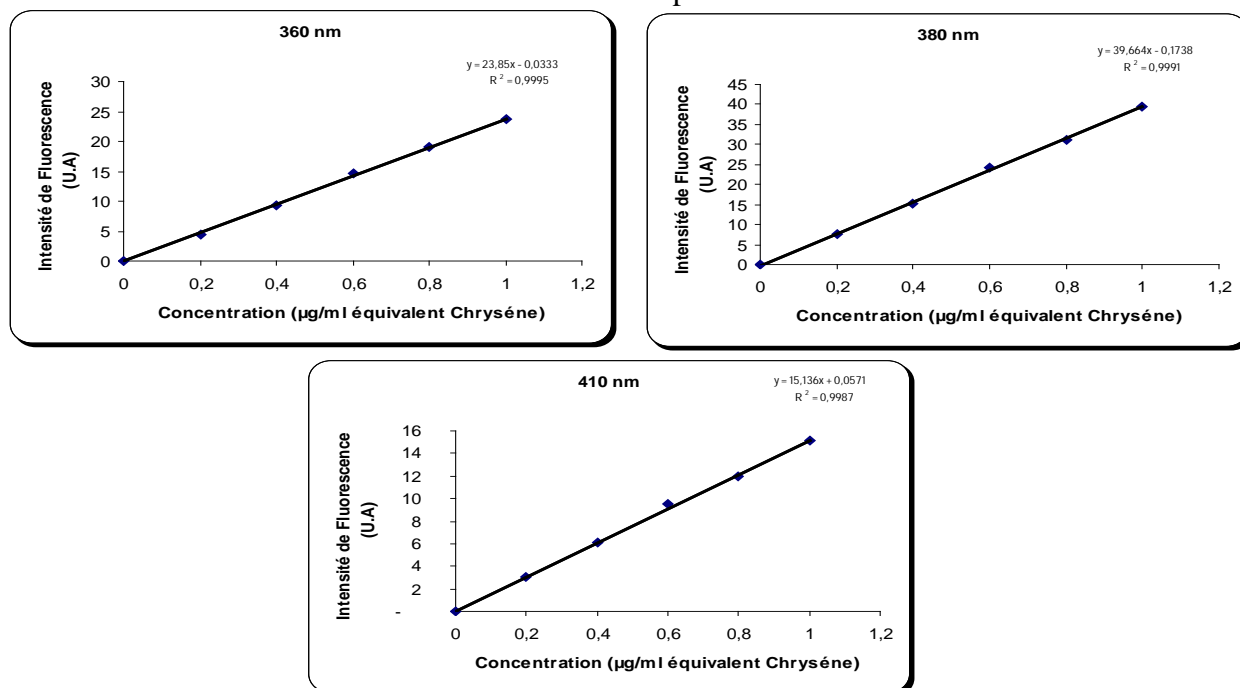 360 nm
y = 23,85x - 0,0333
R² = 0,9995
Intensité de Fluorescence
(U.A)
30
25
20
15
10
5
0
0 0,2 0,4 0,6 0,8 1 1,2
Concentration (µg/ml équivalent Chryséne)
380 nm
y = 39,664x - 0,1738
R² = 0,9991
Intensité de Fluorescence
(U.A)
45
40
35
30
25
20
15
10
5
0
0 0,2 0,4 0,6 0,8 1 1,2
Concentration (µg/ml équivalent Chryséne)
410 nm
y = 15,136x + 0,0571
R² = 0,9987
Intensité de Fluorescence
(U.A)
16
14
12
10
8
6
4
2
-
0 0,2 0,4 0,6 0,8 1 1,2
Concentration (µg/ml équivalent Chryséne)